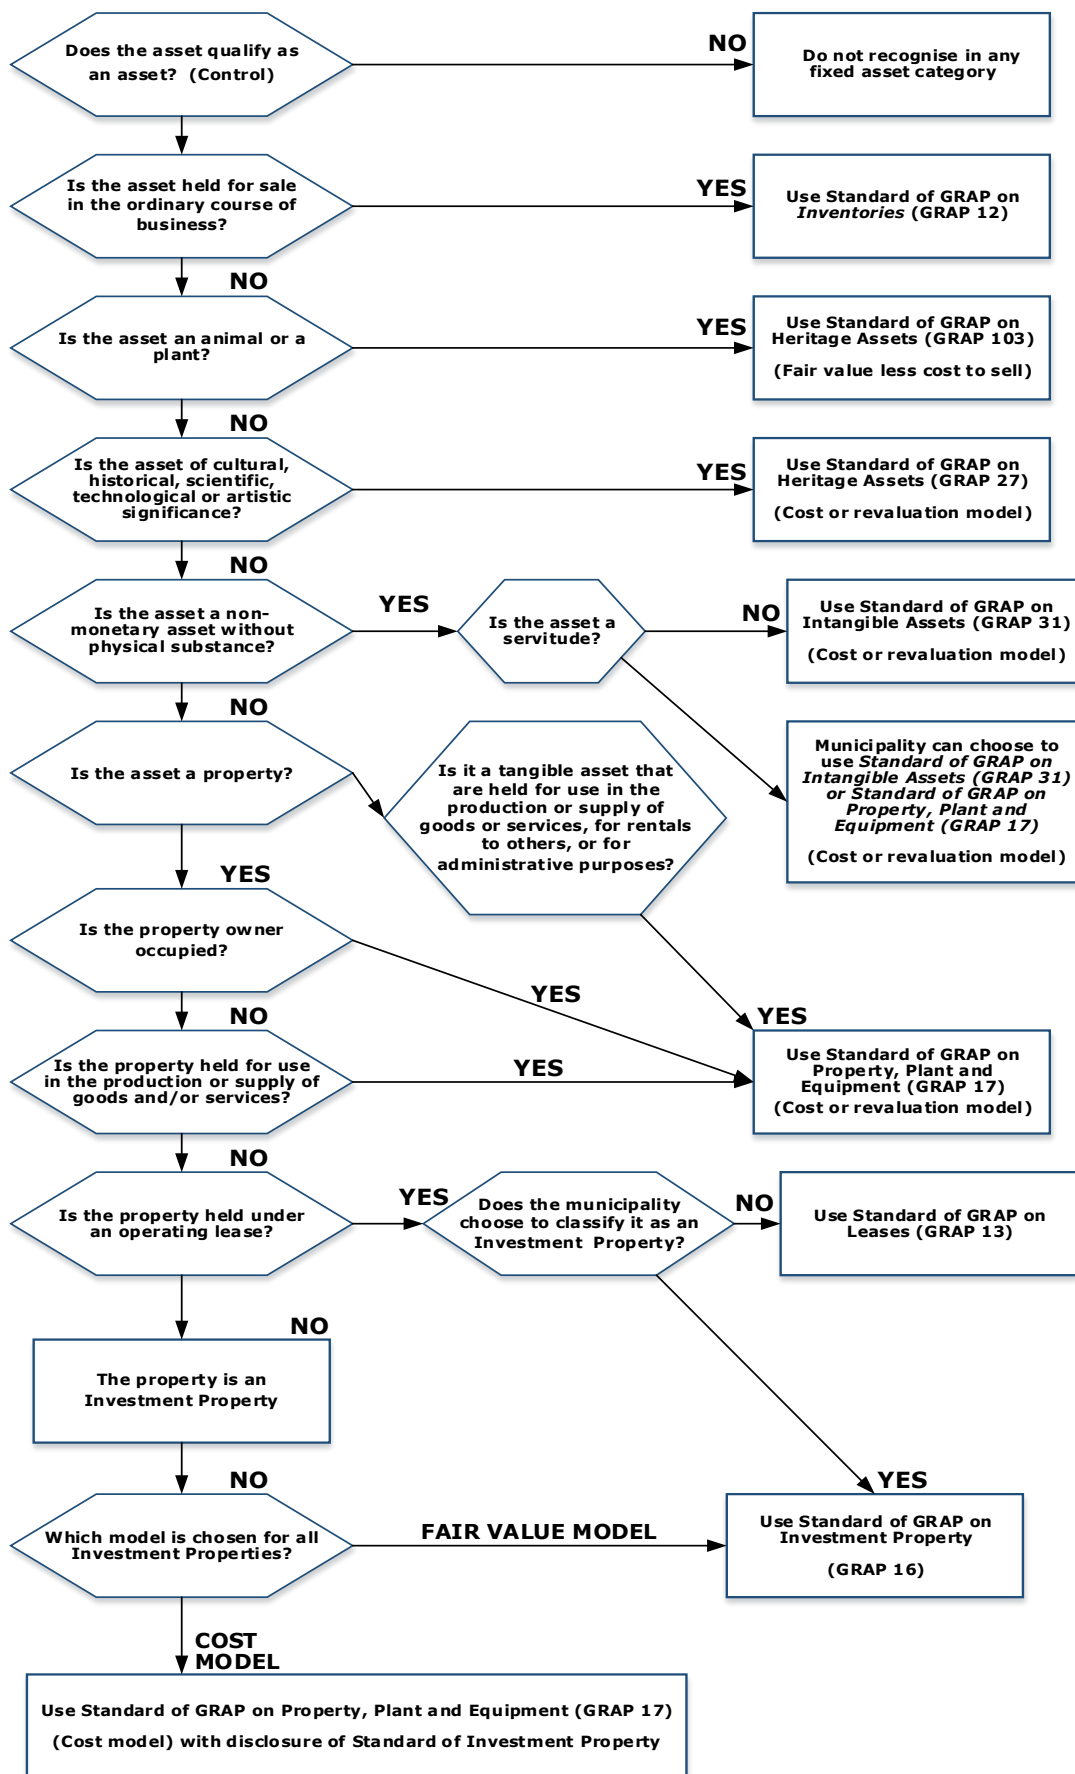 Does the asset qualify as
an asset? (Control)
NO
Do not recognise in any
fixed asset category
Is the asset held for sale
in the ordinary course of
business?
YES
Use Standard of GRAP on
Inventories (GRAP 12)
NO
Is the asset an animal or a
plant?
YES
Use Standard of GRAP on
Heritage Assets (GRAP 103)
(Fair value less cost to sell)
NO
Is the asset of cultural,
historical, scientific,
technological or artistic
significance?
YES
Use Standard of GRAP on
Heritage Assets (GRAP 27)
(Cost or revaluation model)
NO
Is the asset a non-
monetary asset without
physical substance?
YES
Is the asset a
servitude?
NO
Use Standard of GRAP on
Intangible Assets (GRAP 31)
(Cost or revaluation model)
NO
Municipality can choose to
use Standard of GRAP on
Intangible Assets (GRAP 31)
or Standard of GRAP on
Property, Plant and
Equipment (GRAP 17)
(Cost or revaluation model)
Is the asset a property?
Is it a tangible asset that
are held for use in the
production or supply of
goods or services, for rentals
to others, or for
administrative purposes?
YES
Is the property owner
occupied?
YES
NO
YES
Is the property held for use
in the production or supply of
goods and/or services?
YES
Use Standard of GRAP on
Property, Plant and
Equipment (GRAP 17)
(Cost or revaluation model)
NO
Is the property held under
an operating lease?
YES
Does the municipality
choose to classify it as an
Investment Property?
NO
Use Standard of GRAP on
Leases (GRAP 13)
NO
The property is an
Investment Property
NO
YES
Which model is chosen for all
Investment Properties?
FAIR VALUE MODEL
Use Standard of GRAP on
Investment Property
(GRAP 16)
COST
MODEL
Use Standard of GRAP on Property, Plant and Equipment (GRAP 17)
(Cost model) with disclosure of Standard of Investment Property